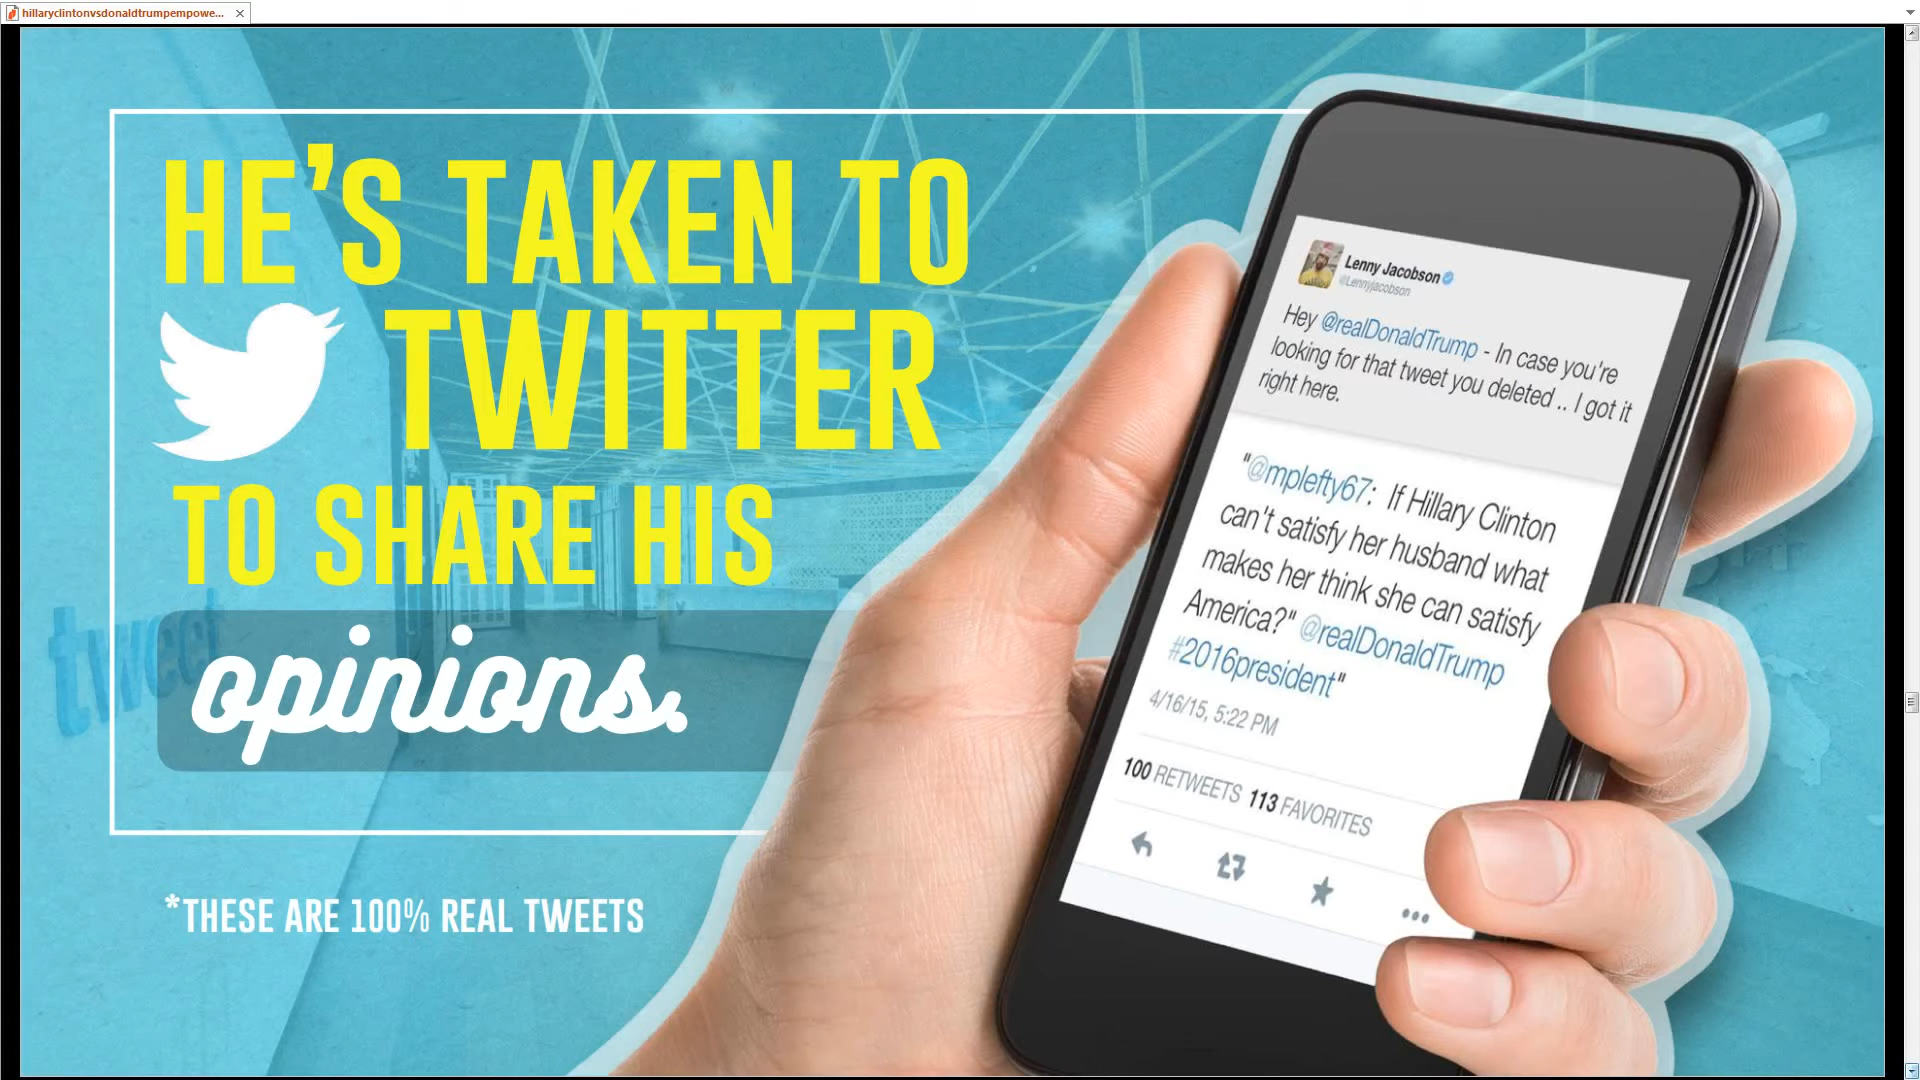 hillaryclintonvsdonaldtrumpempowe...
HE'S TAKEN TO
TWITTER
TO SHARE HIS
opinions.
*THESE ARE 100% REAL TWEETS
tweet
Lenny Jacobson
@Lennyjacobson
Hey @realDonaldTrump - In case you're
looking for that tweet you deleted .. I got it
right here.
"@mplefty67: If Hillary Clinton
can't satisfy her husband what
makes her think she can satisfy
America?" @realDonaldTrump
#2016president"
4/16/15, 5:22 PM
100 RETWEETS 113 FAVORITES